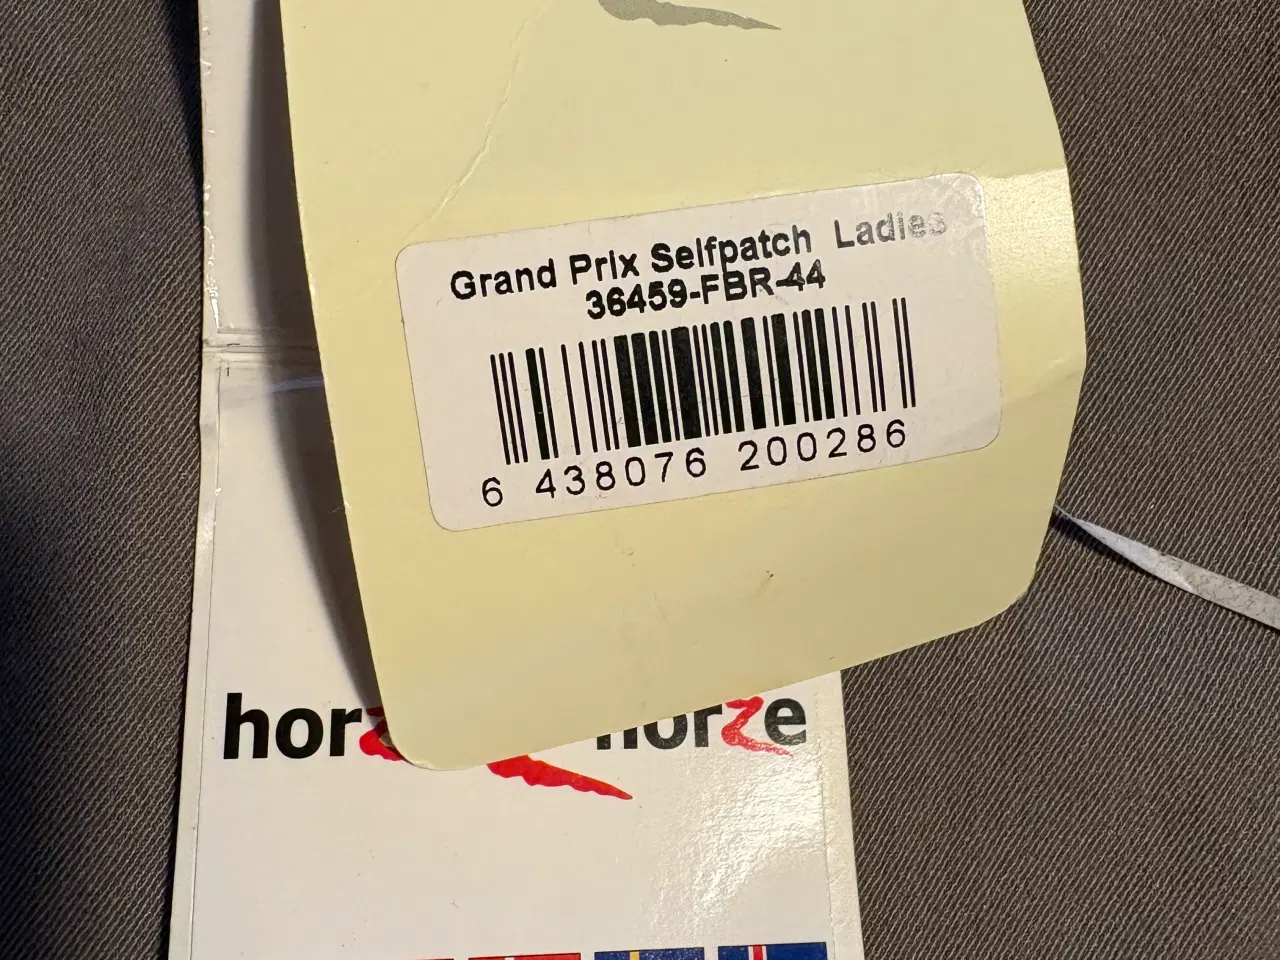 Grand Prix Selfpatch Ladies
36459-FBR-44
6 438076 200286
horze horze